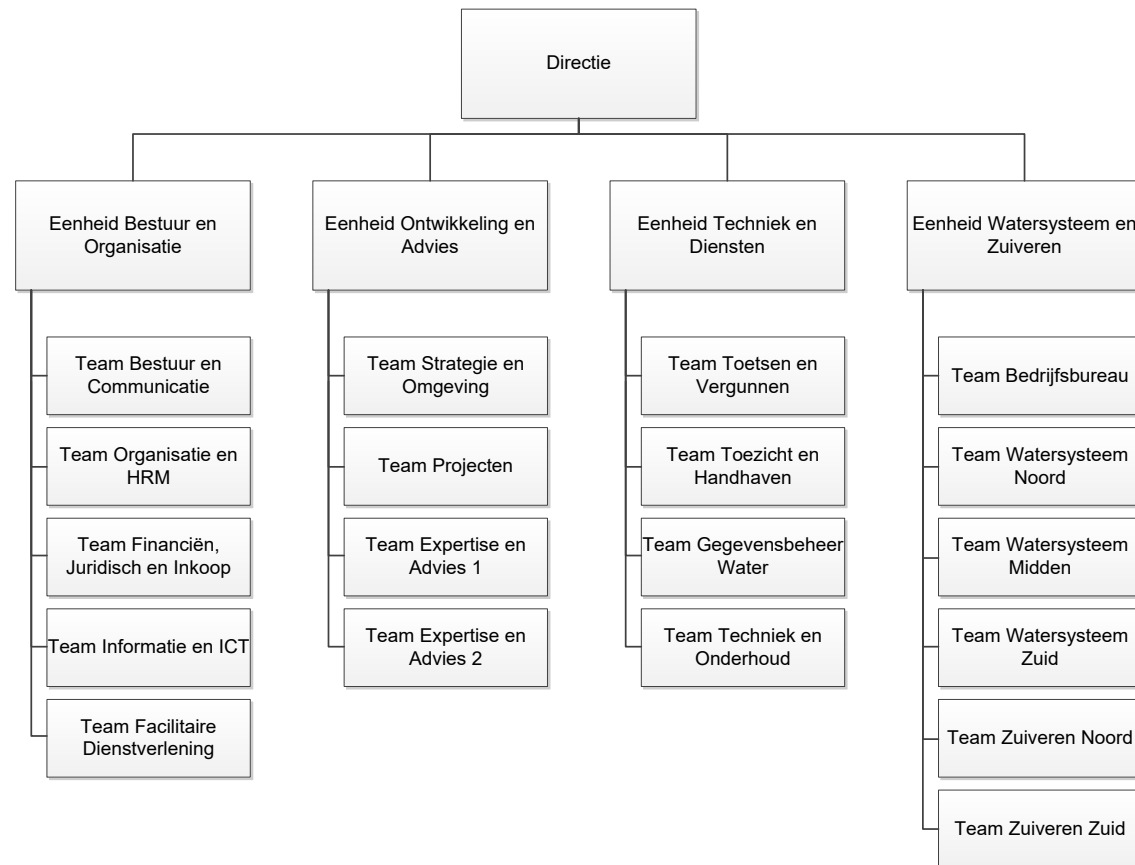 Directie
Eenheid Bestuur en
Organisatie
Team Bestuur en
Communicatie
Team Organisatie en
HRM
Team Financiën,
Juridisch en Inkoop
Team Informatie en ICT
Team Facilitaire
Dienstverlening
Eenheid Ontwikkeling en
Advies
Team Strategie en
Omgeving
Team Projecten
Team Expertise en
Advies 1
Team Expertise en
Advies 2
Eenheid Techniek en
Diensten
Team Toetsen en
Vergunnen
Team Toezicht en
Handhaven
Team Gegevensbeheer
Water
Team Techniek en
Onderhoud
Eenheid Watersysteem en
Zuiveren
Team Bedrijfsbureau
Team Watersysteem
Noord
Team Watersysteem
Midden
Team Watersysteem
Zuid
Team Zuiveren Noord
Team Zuiveren Zuid